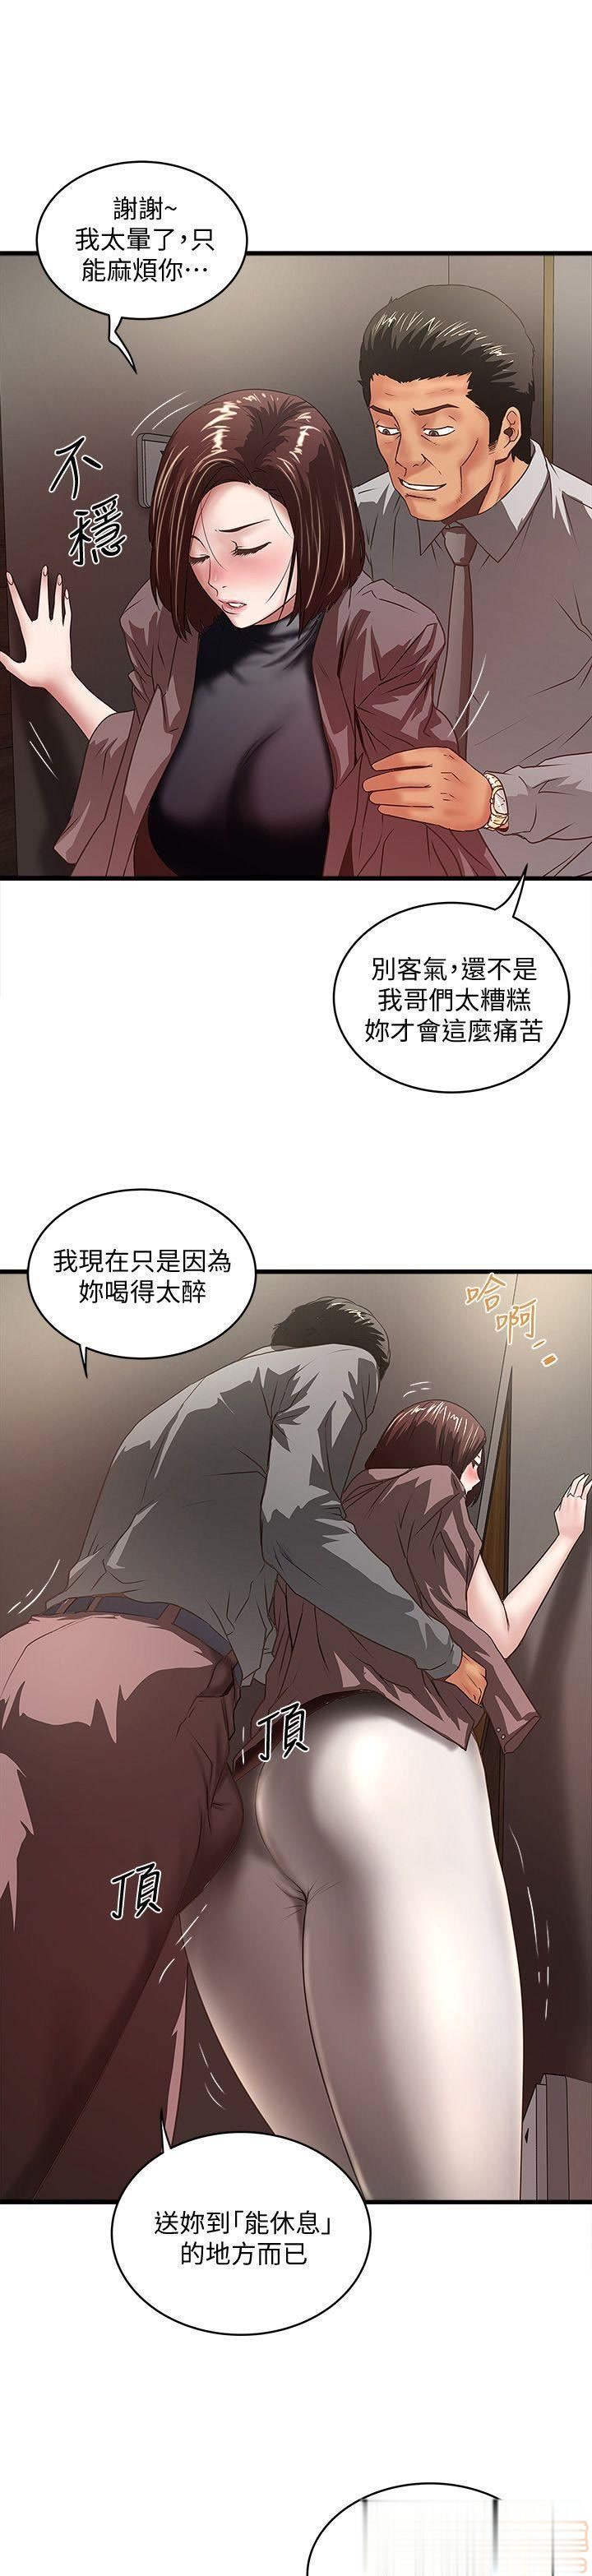 謝謝~
我太暈了，只
能麻煩你…
不
穩
別客氣，還不是
我哥們太糟糕
妳才會這麼痛苦
我現在只是因為
妳喝得太醉
哈
啊
頂
頂
送妳到「能休息」
的地方而已